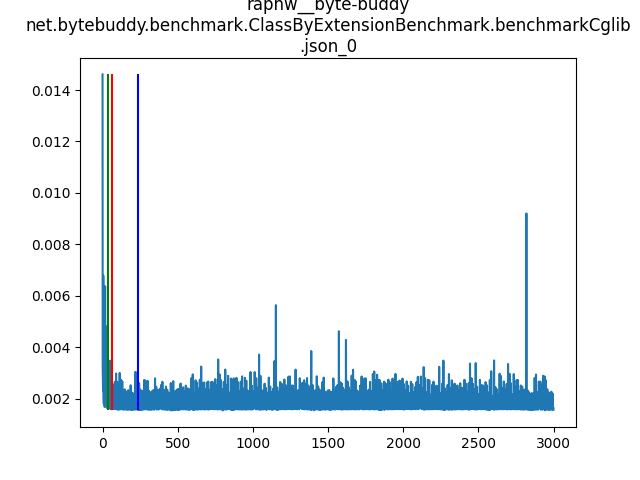 raphw__byte-buddy
net.bytebuddy.benchmark.ClassByExtensionBenchmark.benchmarkCglib
.json_0
0.014
0.012
0.010
0.008
0.006
0.004
0.002
0 500 1000 1500 2000 2500 3000